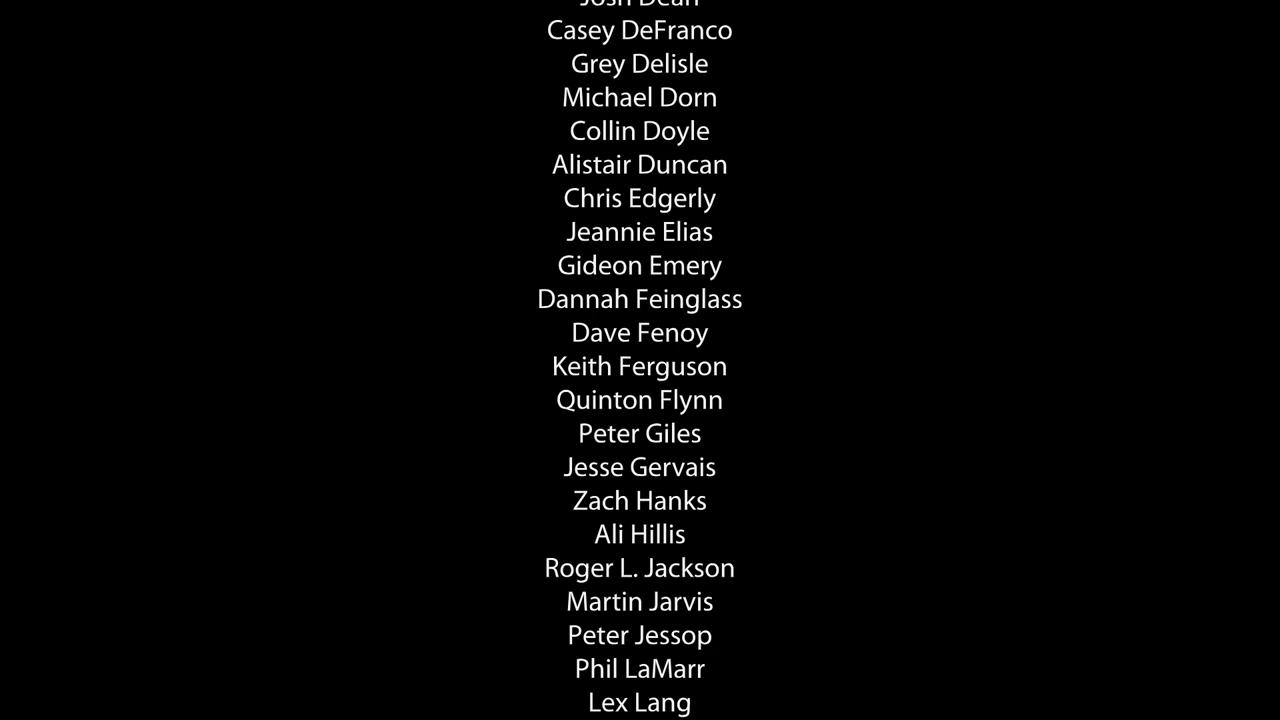 Josh Dean
Casey DeFranco
Grey Delisle
Michael Dorn
Collin Doyle
Alistair Duncan
Chris Edgerly
Jeannie Elias
Gideon Emery
Dannah Feinglass
Dave Fenoy
Keith Ferguson
Quinton Flynn
Peter Giles
Jesse Gervais
Zach Hanks
Ali Hillis
Roger L. Jackson
Martin Jarvis
Peter Jessop
Phil LaMarr
Lex Lang